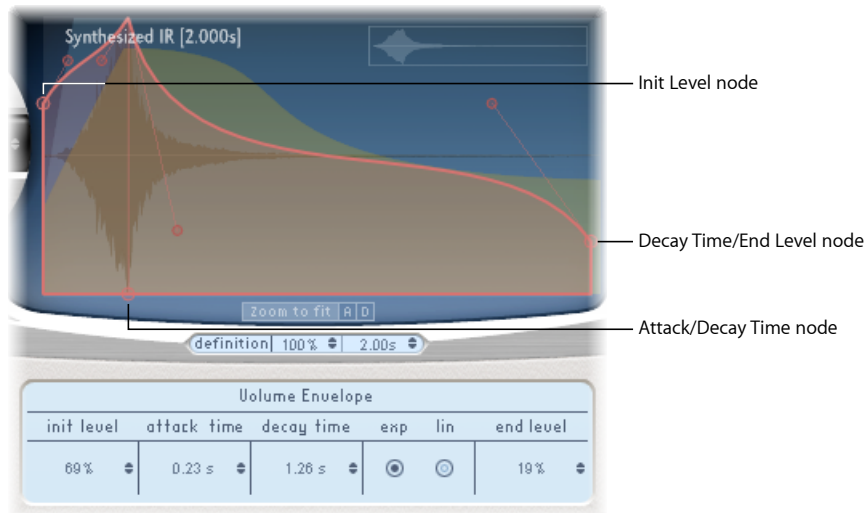 Synthesized IR [2.000s]
Init Level node
Decay Time/End Level node
Zoom to fit A D
Attack/Decay Time node
definition 100% 2.00s
Volume Envelope
init level attack time decay time exp lin end level
69% 0.23 s 1.26 s 19%